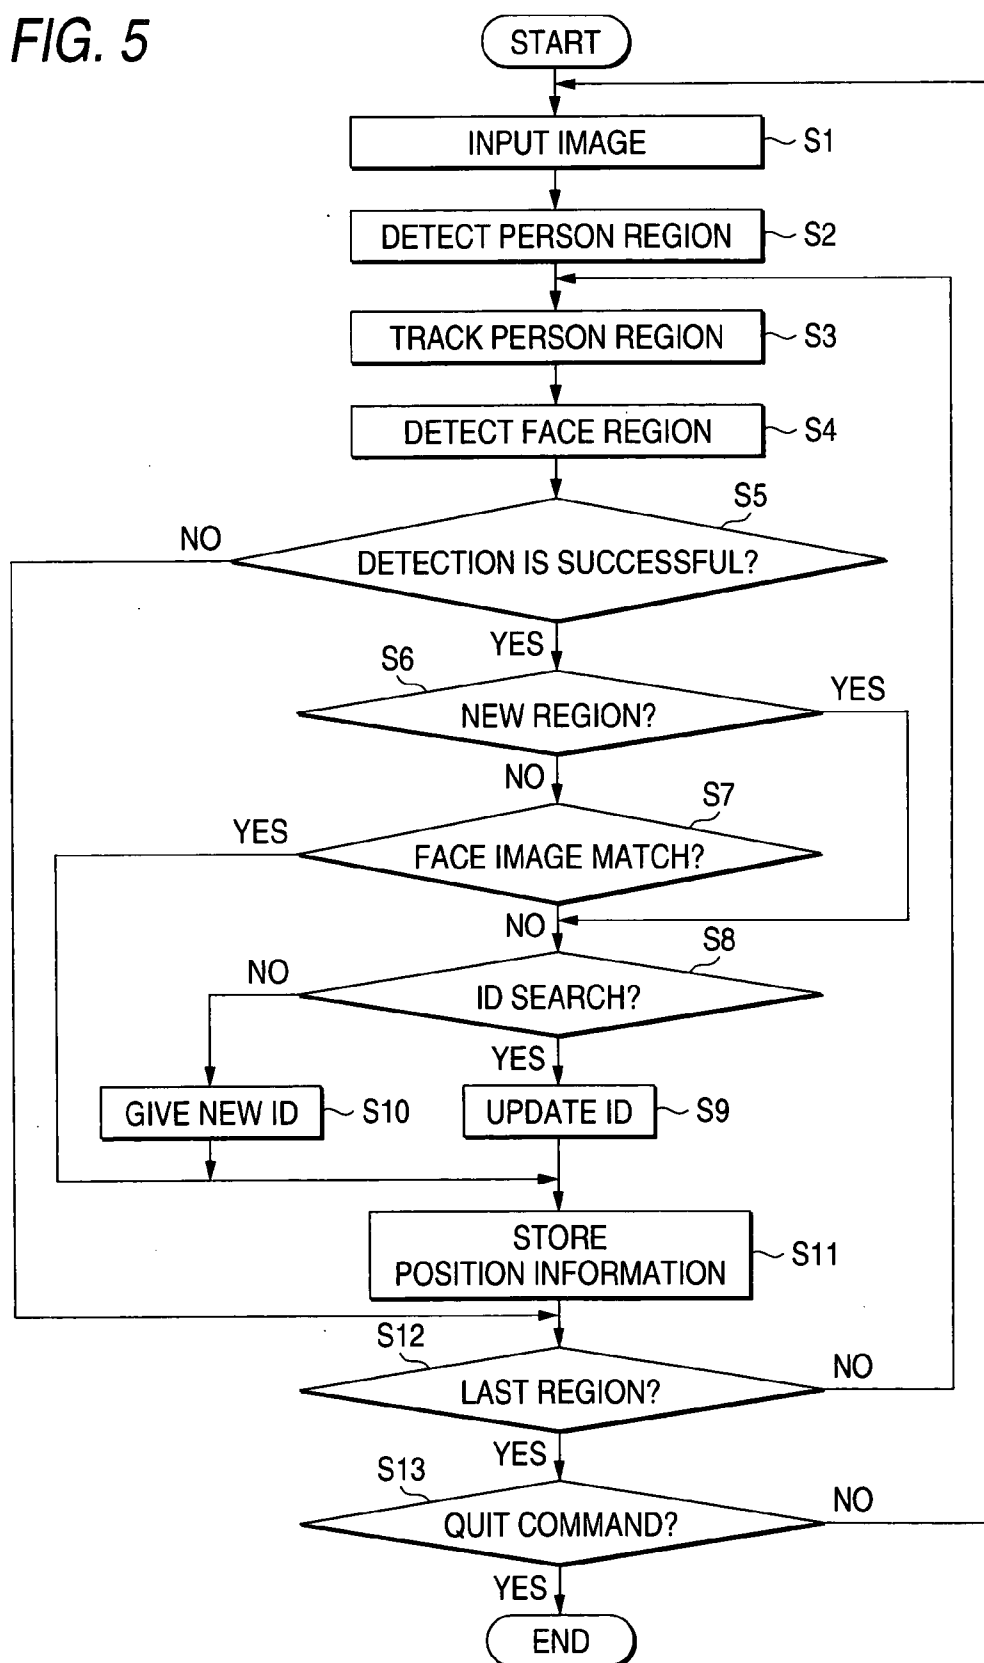 FIG. 5
START
INPUT IMAGE
S1
DETECT PERSON REGION
S2
TRACK PERSON REGION
S3
DETECT FACE REGION
S4
S5
NO
DETECTION IS SUCCESSFUL?
YES
S6
YES
NEW REGION?
NO
S7
YES
FACE IMAGE MATCH?
NO
S8
NO
ID SEARCH?
YES
GIVE NEW ID
S10
UPDATE ID
S9
STORE
POSITION INFORMATION
S11
S12
NO
LAST REGION?
YES
S13
NO
QUIT COMMAND?
YES
END